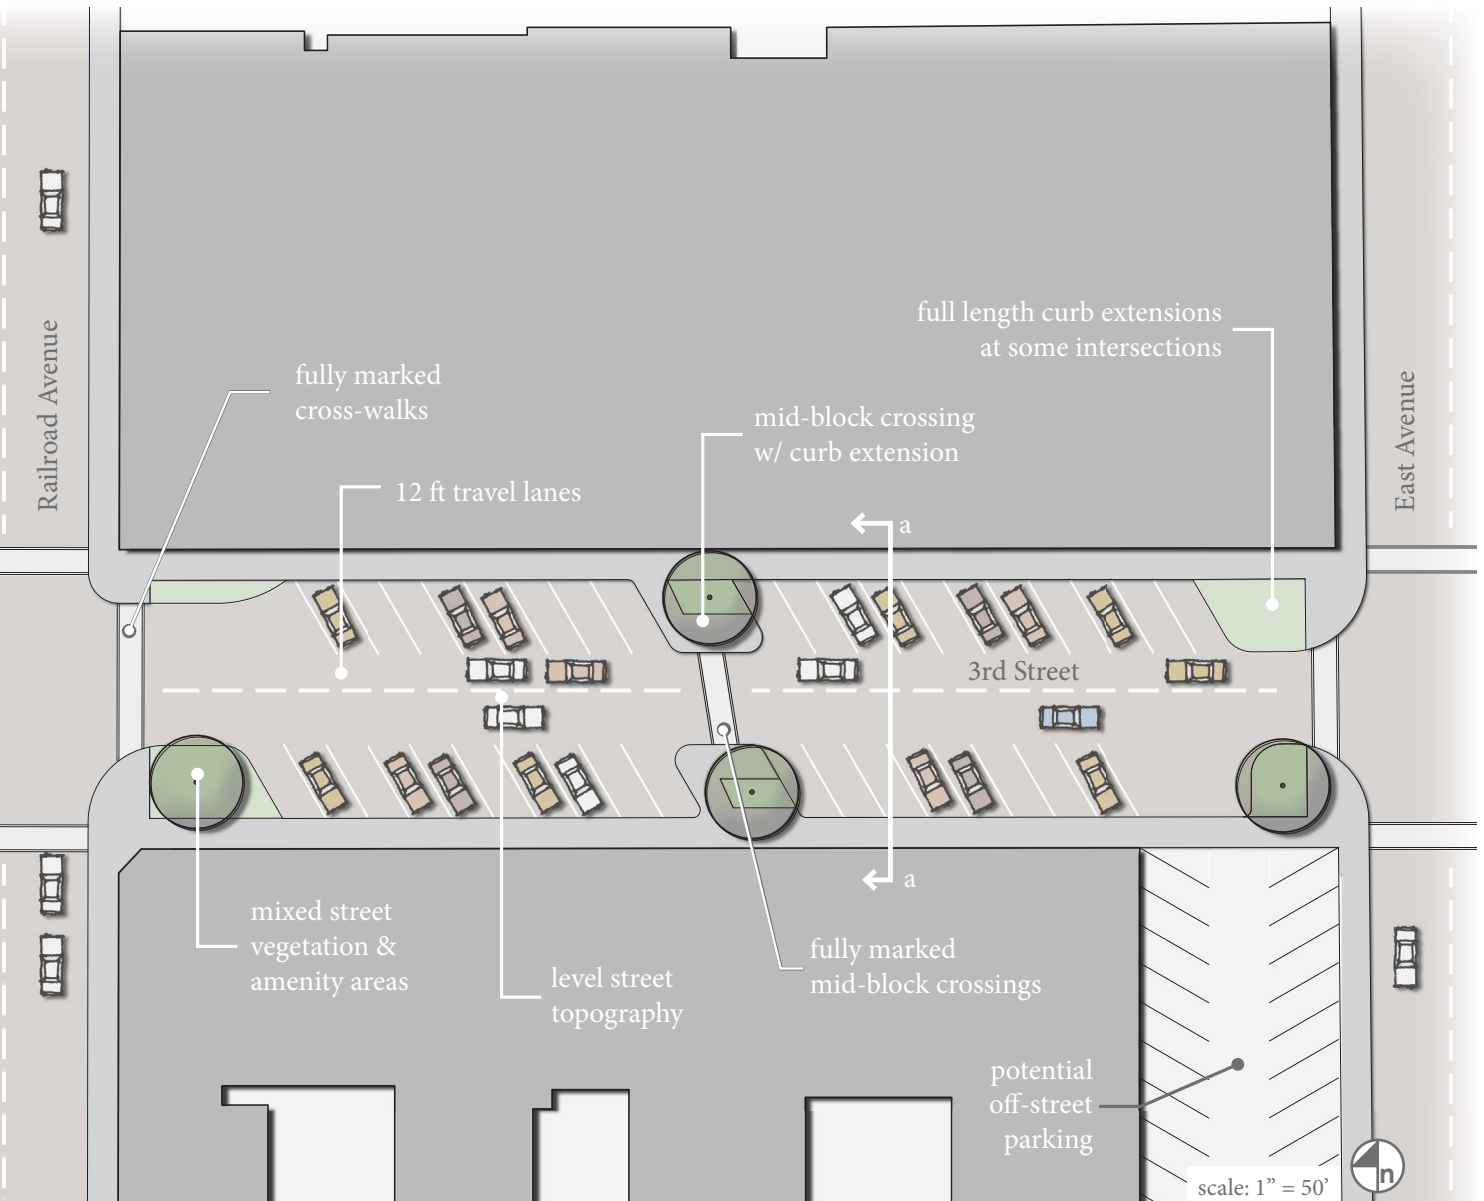 full length curb extensions
at some intersections
fully marked
cross-walks
Railroad Avenue
East Avenue
mid-block crossing
w/ curb extension
12 ft travel lanes
a
3rd Street
a
mixed street
vegetation &
amenity areas
fully marked
mid-block crossings
level street
topography
potential
off-street
parking
n
scale: 1” = 50’